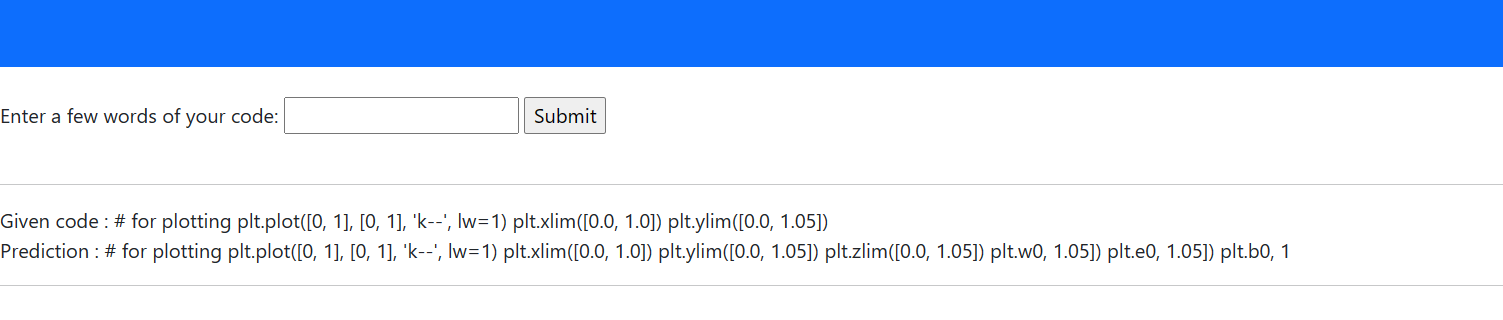 Enter a few words of your code: Submit
Given code : # for plotting plt.plot([0, 1], [0, 1], 'k--', lw=1) plt.xlim([0.0, 1.0]) plt.ylim([0.0, 1.05])
Prediction : # for plotting plt.plot([0, 1], [0, 1], 'k--', lw=1) plt.xlim([0.0, 1.0]) plt.ylim([0.0, 1.05]) plt.zlim([0.0, 1.05]) plt.w0, 1.05]) plt.e0, 1.05]) plt.b0, 1